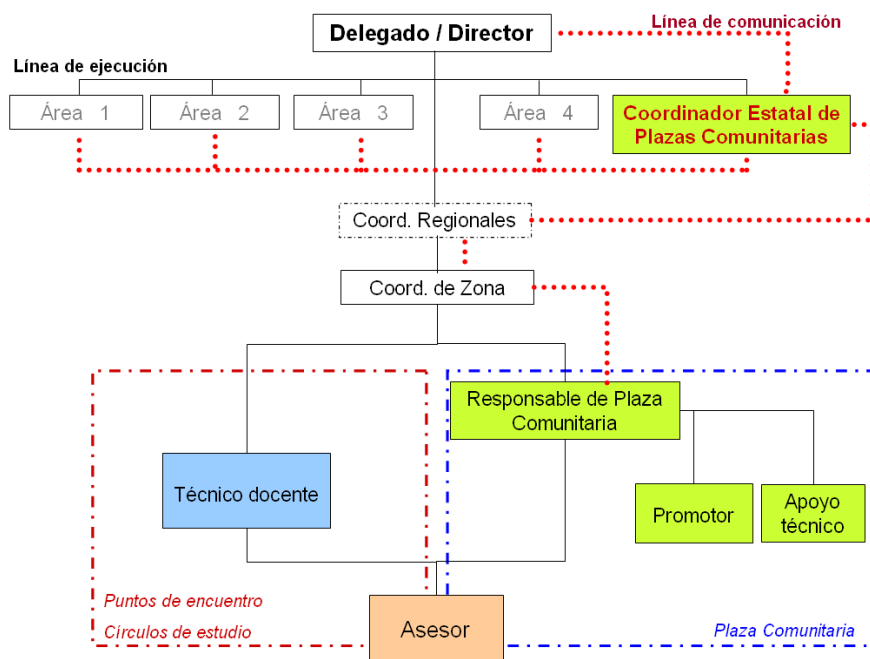 Delegado / Director
Línea de comunicación
Línea de ejecución
Área 1
Área 2
Área 3
Área 4
Coordinador Estatal de
Plazas Comunitarias
Coord. Regionales
Coord. de Zona
Responsable de Plaza
Comunitaria
Técnico docente
Promotor
Apoyo
técnico
Puntos de encuentro
Círculos de estudio
Asesor
Plaza Comunitaria